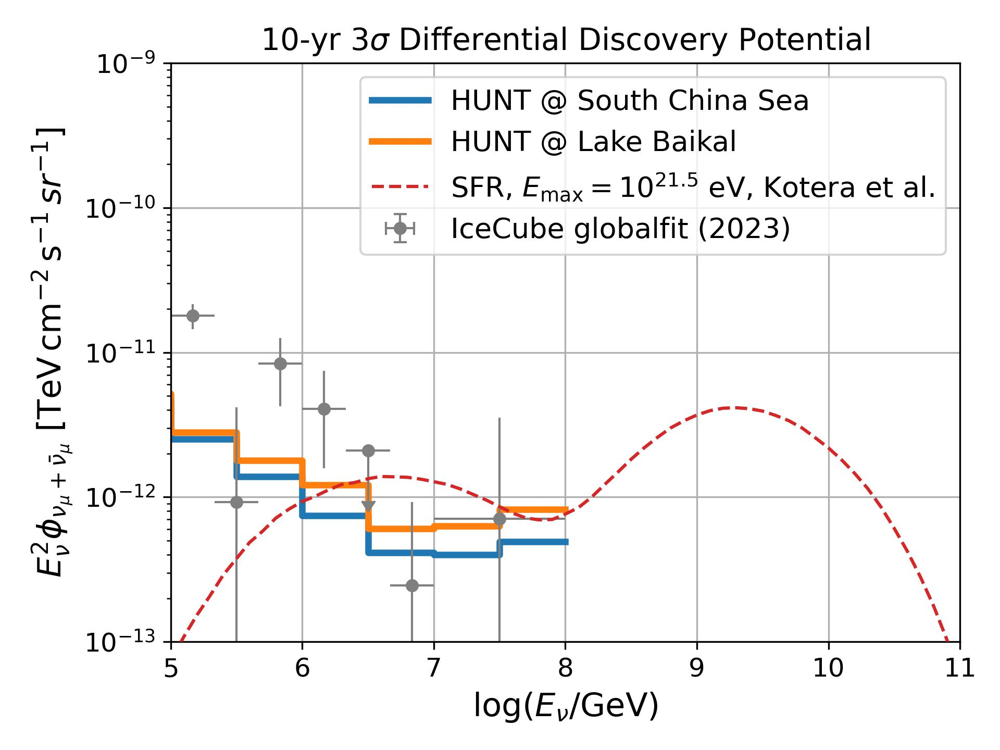 10-yr 3σ Differential Discovery Potential
HUNT @ South China Sea
HUNT @ Lake Baikal
SFR, E_max = 10^21.5 eV, Kotera et al.
IceCube globalfit (2023)
E_ν^2 ϕ_{ν_μ + ν̄_μ} [TeV cm^−2 s^−1 sr^−1]
10^−9
10^−10
10^−11
10^−12
10^−13
5 6 7 8 9 10 11
log(E_ν/GeV)